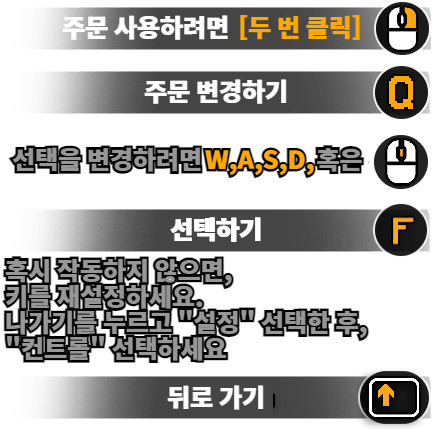 주문 사용하려면 [두 번 클릭]
주문 변경하기 Q
선택을 변경하려면 W,A,S,D, 혹은
선택하기 F
혹시 작동하지 않으면,
키를 재설정하세요.
나가기를 누르고 "설정" 선택한 후,
"컨트롤" 선택하세요
뒤로 가기